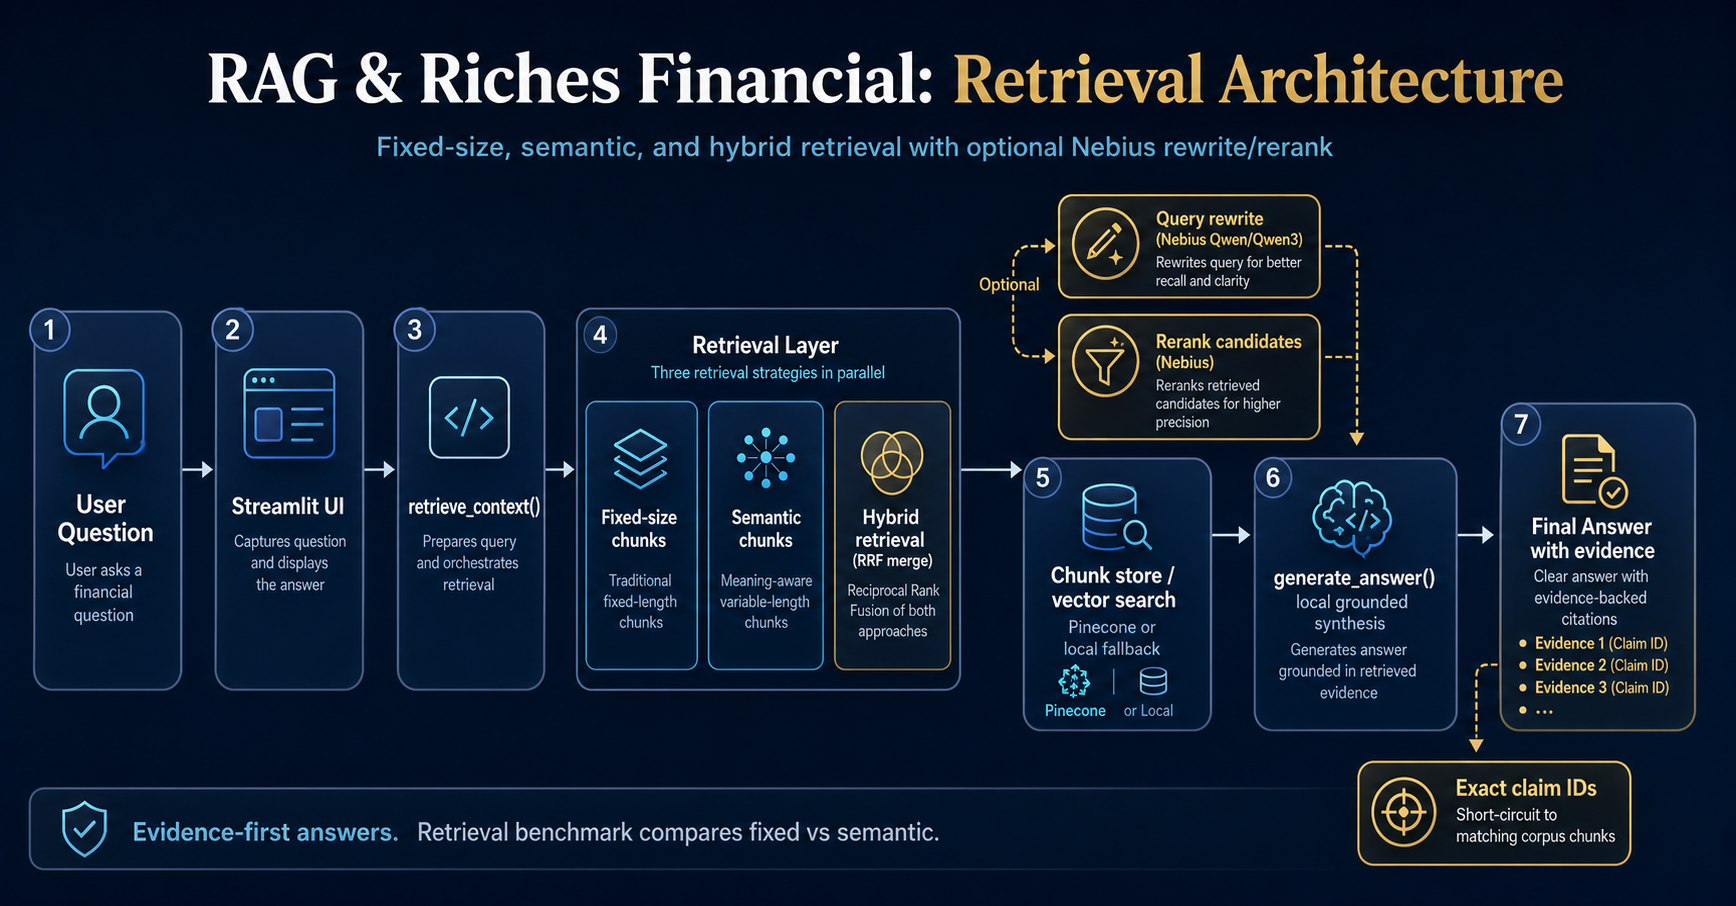 RAG & Riches Financial: Retrieval Architecture
Fixed-size, semantic, and hybrid retrieval with optional Nebius rewrite/rerank
1
User
Question
User asks a
financial
question
2
Streamlit UI
Captures question
and displays
the answer
3
</>
retrieve_context()
Prepares query
and orchestrates
retrieval
4
Retrieval Layer
Three retrieval strategies in parallel
Fixed-size
chunks
Traditional
fixed-length
chunks
Semantic
chunks
Meaning-aware
variable-length
chunks
Hybrid
retrieval
(RRF merge)
Reciprocal Rank
Fusion of both
approaches
Optional
Query rewrite
(Nebius Qwen/Qwen3)
Rewrites query for better
recall and clarity
Rerank candidates
(Nebius)
Reranks retrieved
candidates for higher
precision
5
Chunk store /
vector search
Pinecone or
local fallback
Pinecone
or Local
6
</>
generate_answer()
local grounded
synthesis
Generates answer
grounded in retrieved
evidence
7
Final Answer
with evidence
Clear answer with
evidence-backed
citations
• Evidence 1 (Claim ID)
• Evidence 2 (Claim ID)
• Evidence 3 (Claim ID)
• ...
Exact claim IDs
Short-circuit to
matching corpus chunks
Evidence-first answers. Retrieval benchmark compares fixed vs semantic.